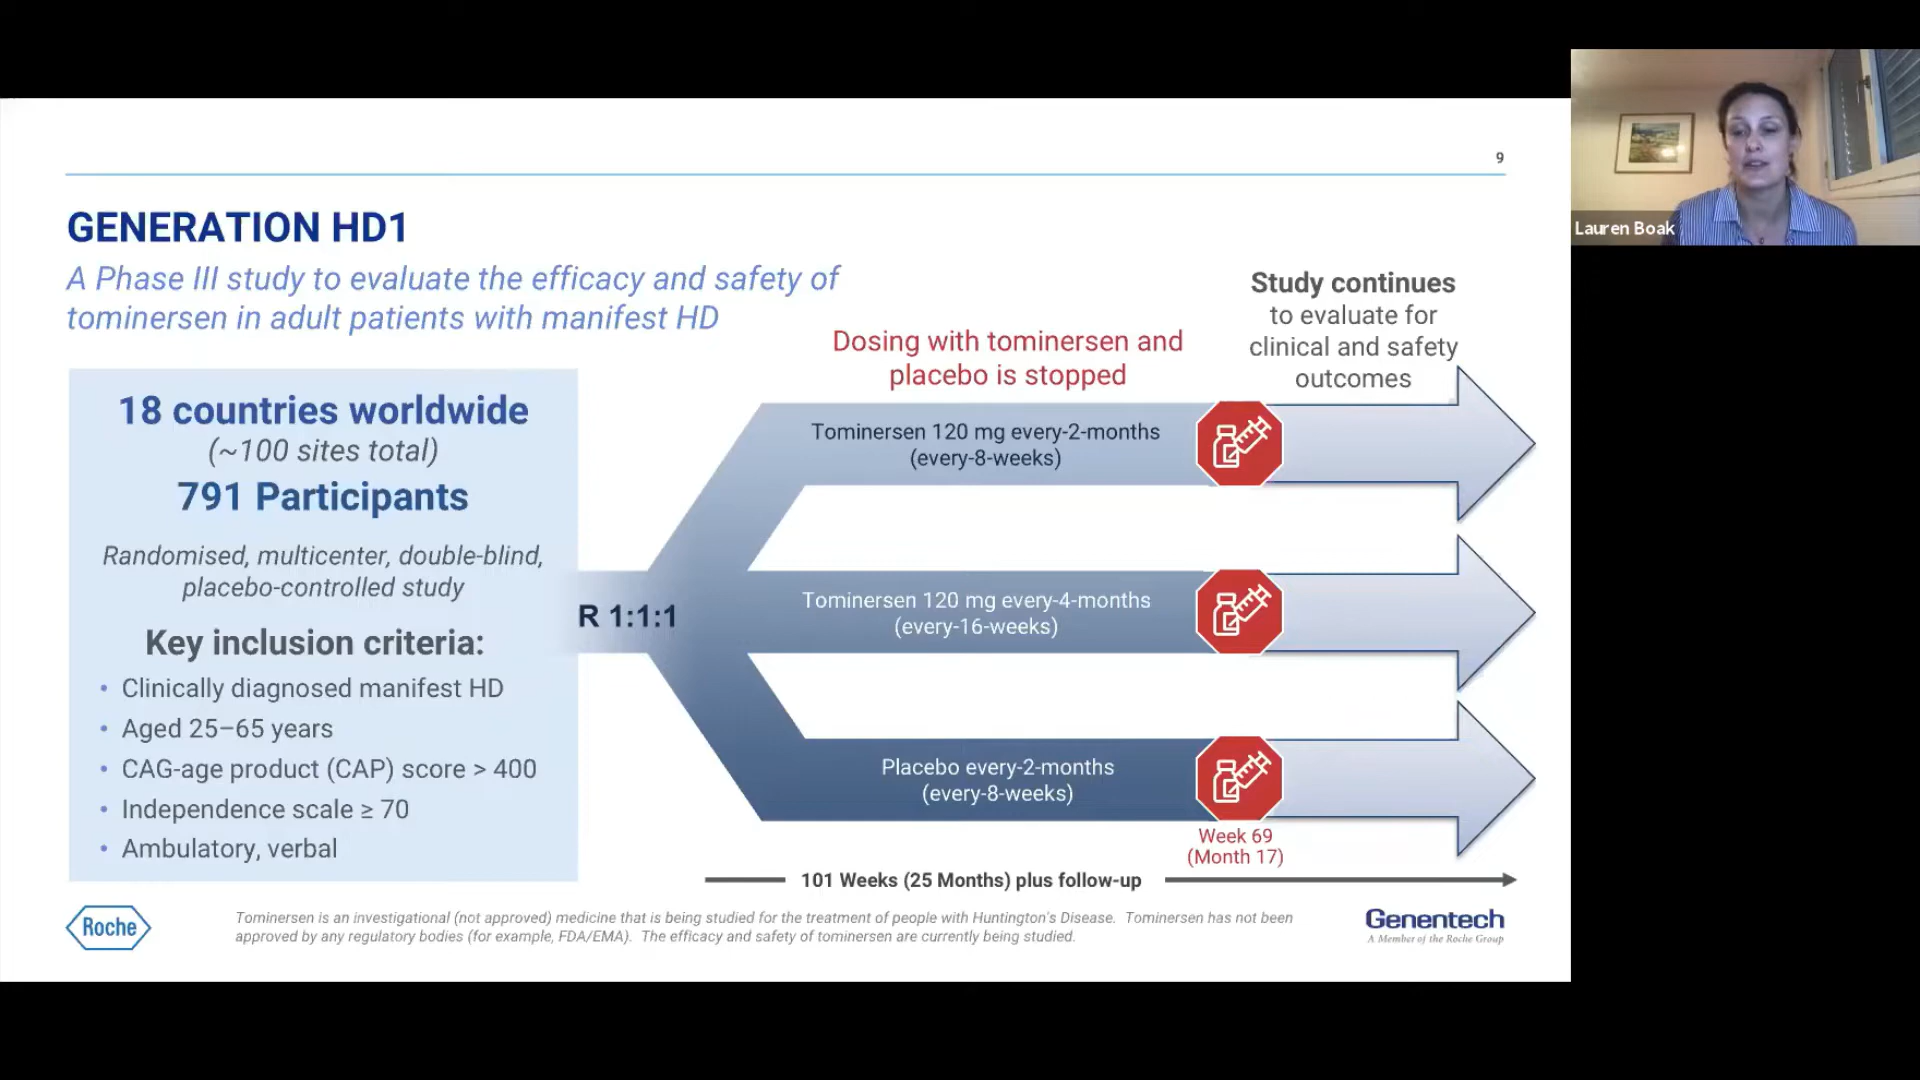 9
GENERATION HD1
A Phase III study to evaluate the efficacy and safety of
tominersen in adult patients with manifest HD
18 countries worldwide
(~100 sites total)
791 Participants
Randomised, multicenter, double-blind,
placebo-controlled study
Key inclusion criteria:
• Clinically diagnosed manifest HD
• Aged 25–65 years
• CAG-age product (CAP) score > 400
• Independence scale ≥ 70
• Ambulatory, verbal
R 1:1:1
Dosing with tominersen and
placebo is stopped
Study continues
to evaluate for
clinical and safety
outcomes
Tominersen 120 mg every-2-months
(every-8-weeks)
Tominersen 120 mg every-4-months
(every-16-weeks)
Placebo every-2-months
(every-8-weeks)
Week 69
(Month 17)
101 Weeks (25 Months) plus follow-up
Roche
Tominersen is an investigational (not approved) medicine that is being studied for the treatment of people with Huntington's Disease. Tominersen has not been
approved by any regulatory bodies (for example, FDA/EMA). The efficacy and safety of tominersen are currently being studied.
Genentech
A Member of the Roche Group
Lauren Boak